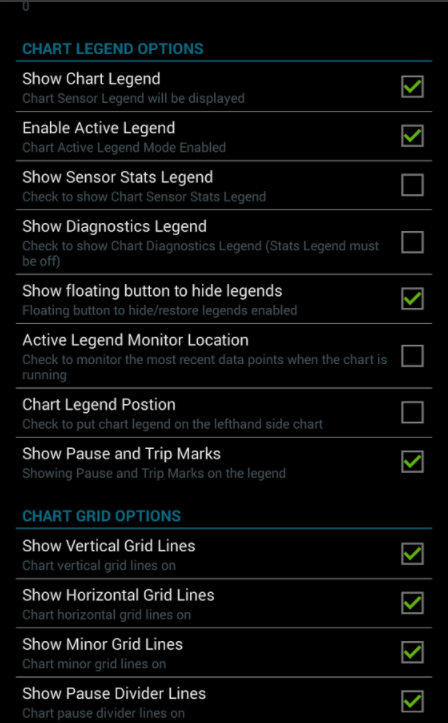 0
CHART LEGEND OPTIONS
Show Chart Legend
Chart Sensor Legend will be displayed
Enable Active Legend
Chart Active Legend Mode Enabled
Show Sensor Stats Legend
Check to show Chart Sensor Stats Legend
Show Diagnostics Legend
Check to show Chart Diagnostics Legend (Stats Legend must
be off)
Show floating button to hide legends
Floating button to hide/restore legends enabled
Active Legend Monitor Location
Check to monitor the most recent data points when the chart is
running
Chart Legend Postion
Check to put chart legend on the lefthand side chart
Show Pause and Trip Marks
Showing Pause and Trip Marks on the legend
CHART GRID OPTIONS
Show Vertical Grid Lines
Chart vertical grid lines on
Show Horizontal Grid Lines
Chart horizontal grid lines on
Show Minor Grid Lines
Chart minor grid lines on
Show Pause Divider Lines
Chart pause divider lines on